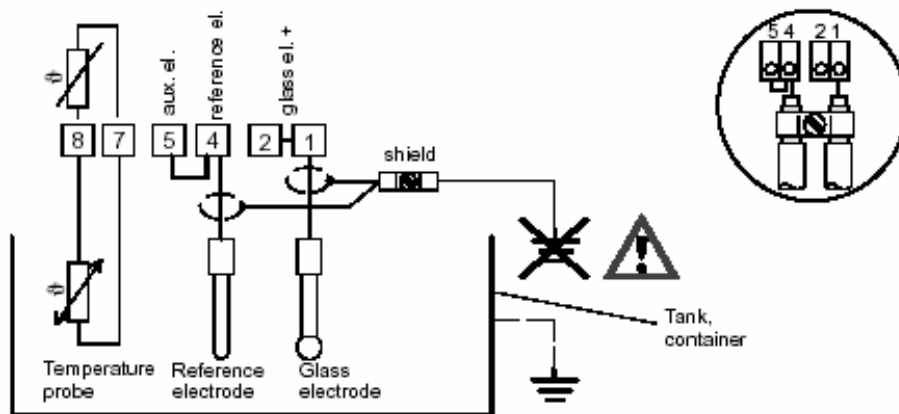 aux. el.
reference el.
glass el. +
5 4 2 1
ϑ
8 7 5 4 2 1
shield
ϑ
Tank,
container
Temperature
probe
Reference
electrode
Glass
electrode